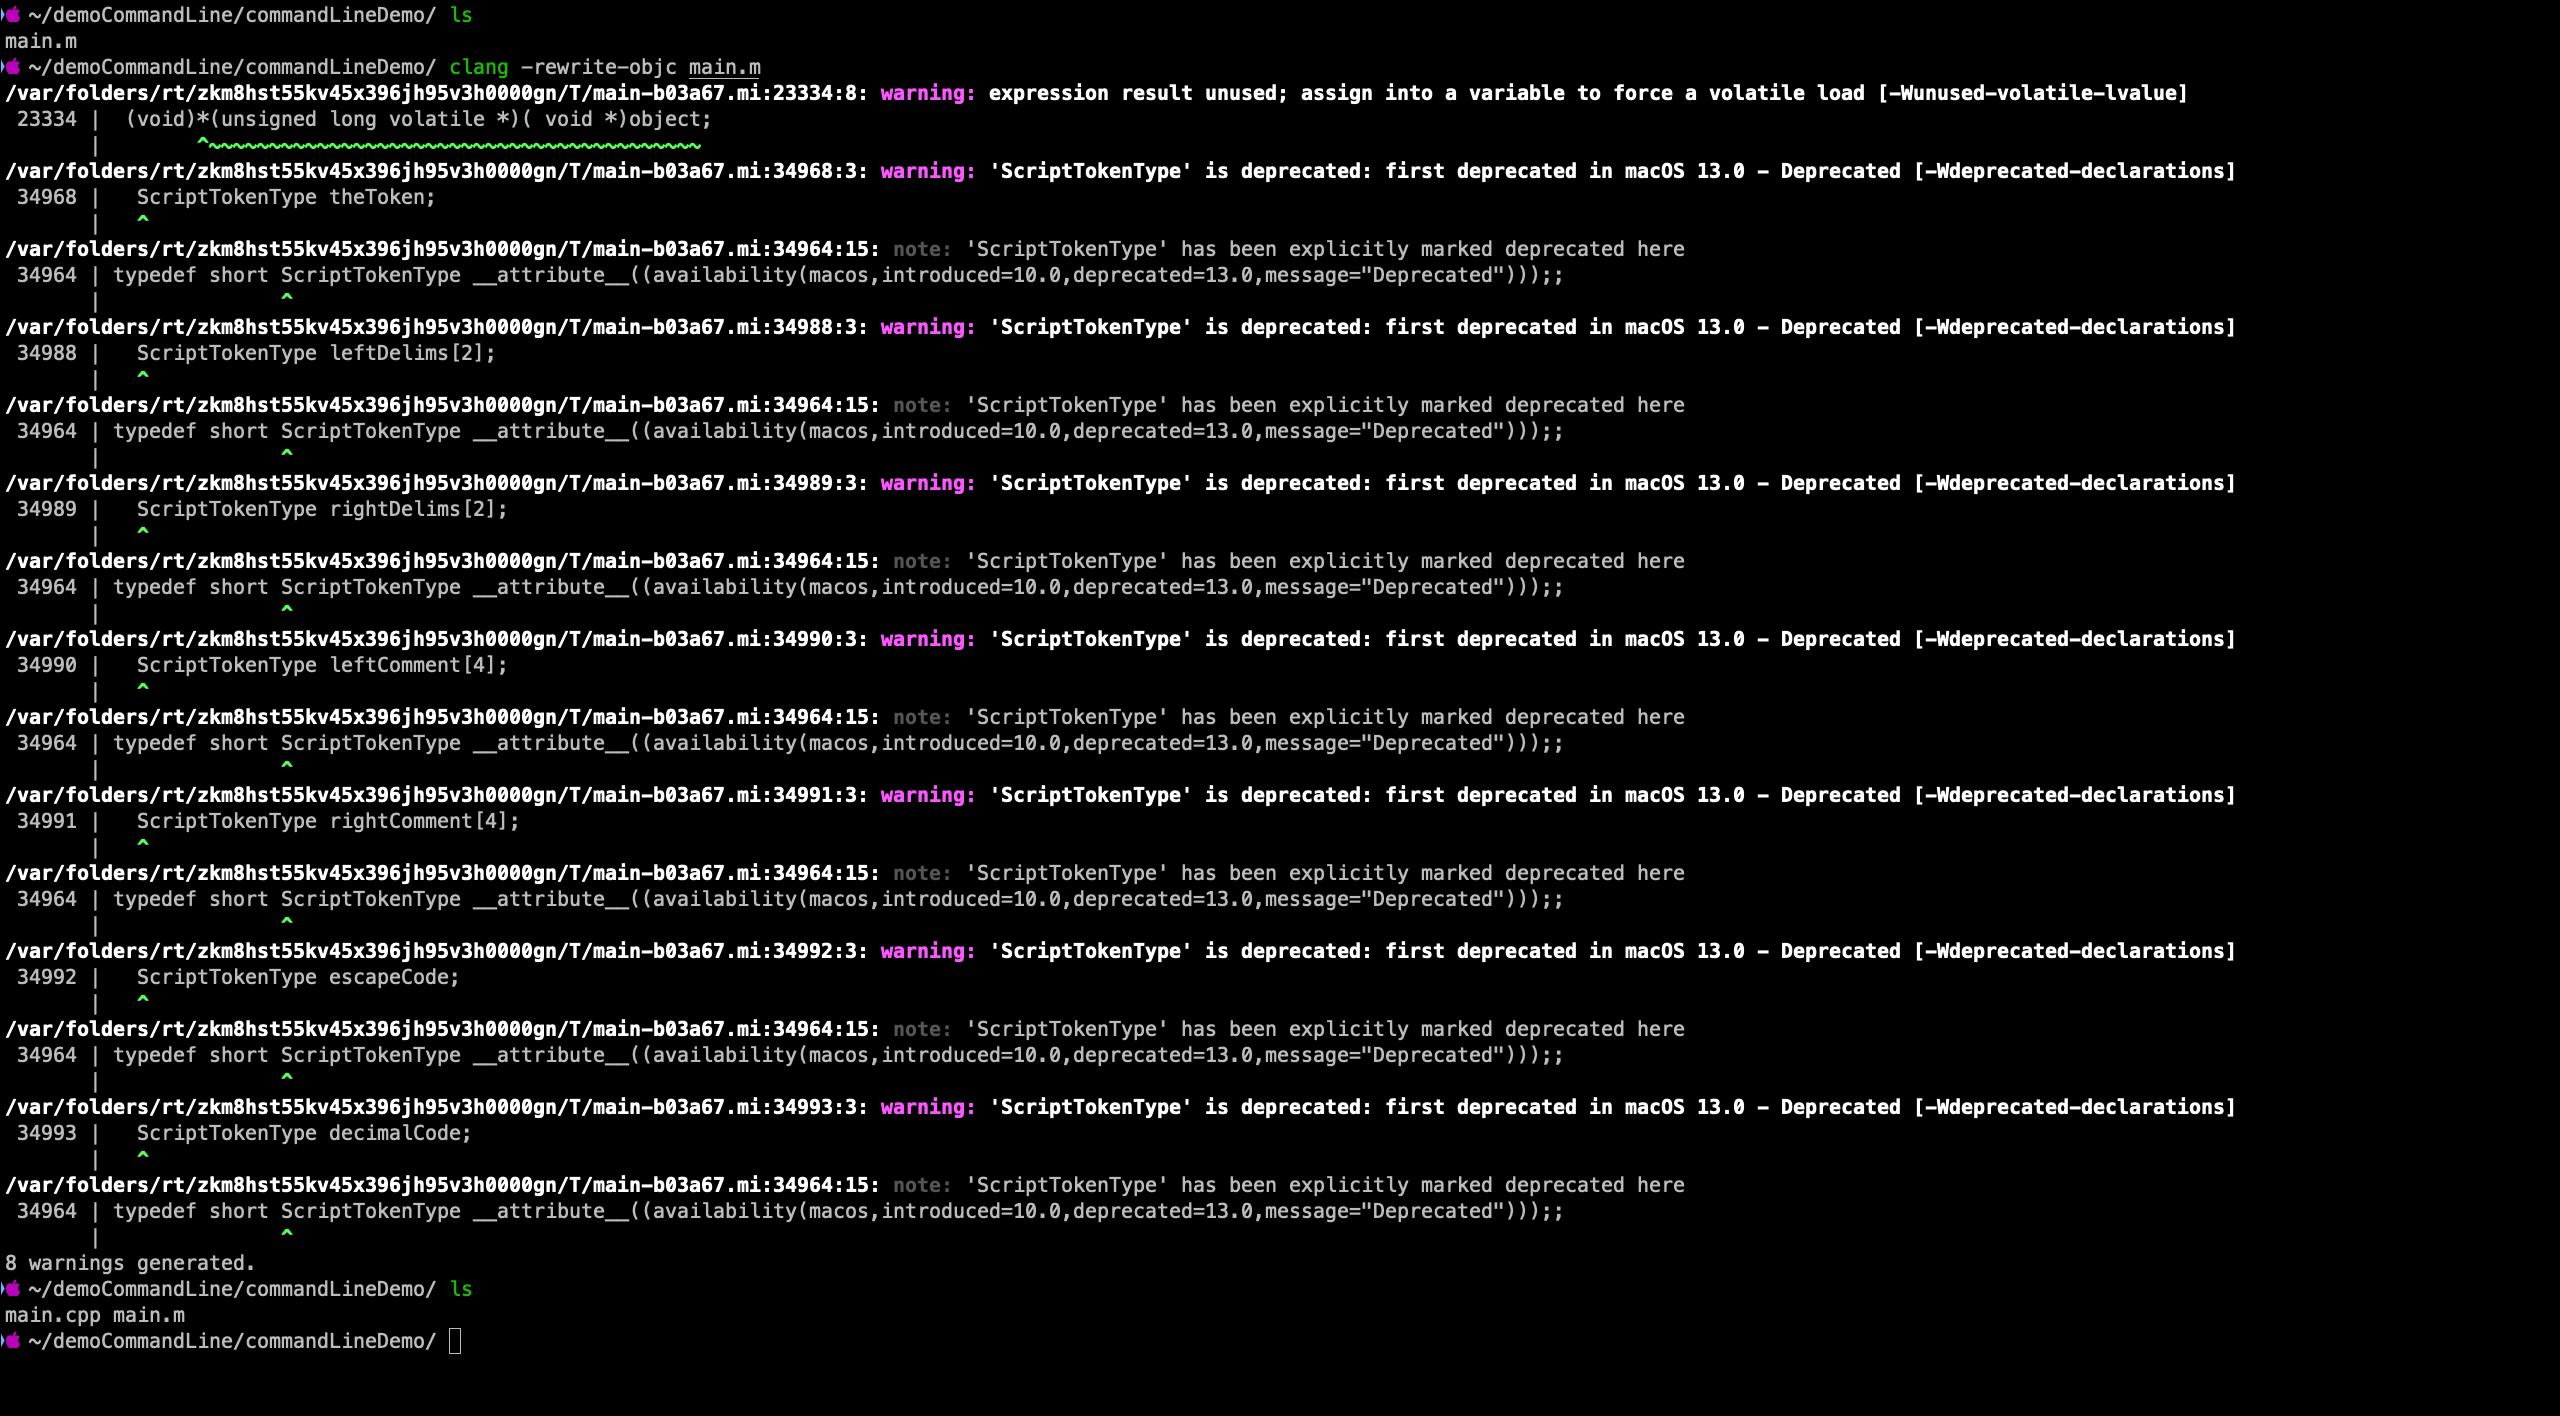 ~/demoCommandLine/commandLineDemo/ ls
main.m
~/demoCommandLine/commandLineDemo/ clang -rewrite-objc main.m
/var/folders/rt/zkm8hst55kv45x396jh95v3h0000gn/T/main-b03a67.mi:23334:8: warning: expression result unused; assign into a variable to force a volatile load [-Wunused-volatile-lvalue]
 23334 |  (void)*(unsigned long volatile *)( void *)object;
       |        ^~~~~~~~~~~~~~~~~~~~~~~~~~~~~~~~~~~~~~~~~~
/var/folders/rt/zkm8hst55kv45x396jh95v3h0000gn/T/main-b03a67.mi:34968:3: warning: 'ScriptTokenType' is deprecated: first deprecated in macOS 13.0 - Deprecated [-Wdeprecated-declarations]
 34968 |   ScriptTokenType theToken;
       |   ^
/var/folders/rt/zkm8hst55kv45x396jh95v3h0000gn/T/main-b03a67.mi:34964:15: note: 'ScriptTokenType' has been explicitly marked deprecated here
 34964 | typedef short ScriptTokenType __attribute__((availability(macos,introduced=10.0,deprecated=13.0,message="Deprecated")));;
       |               ^
/var/folders/rt/zkm8hst55kv45x396jh95v3h0000gn/T/main-b03a67.mi:34988:3: warning: 'ScriptTokenType' is deprecated: first deprecated in macOS 13.0 - Deprecated [-Wdeprecated-declarations]
 34988 |   ScriptTokenType leftDelims[2];
       |   ^
/var/folders/rt/zkm8hst55kv45x396jh95v3h0000gn/T/main-b03a67.mi:34964:15: note: 'ScriptTokenType' has been explicitly marked deprecated here
 34964 | typedef short ScriptTokenType __attribute__((availability(macos,introduced=10.0,deprecated=13.0,message="Deprecated")));;
       |               ^
/var/folders/rt/zkm8hst55kv45x396jh95v3h0000gn/T/main-b03a67.mi:34989:3: warning: 'ScriptTokenType' is deprecated: first deprecated in macOS 13.0 - Deprecated [-Wdeprecated-declarations]
 34989 |   ScriptTokenType rightDelims[2];
       |   ^
/var/folders/rt/zkm8hst55kv45x396jh95v3h0000gn/T/main-b03a67.mi:34964:15: note: 'ScriptTokenType' has been explicitly marked deprecated here
 34964 | typedef short ScriptTokenType __attribute__((availability(macos,introduced=10.0,deprecated=13.0,message="Deprecated")));;
       |               ^
/var/folders/rt/zkm8hst55kv45x396jh95v3h0000gn/T/main-b03a67.mi:34990:3: warning: 'ScriptTokenType' is deprecated: first deprecated in macOS 13.0 - Deprecated [-Wdeprecated-declarations]
 34990 |   ScriptTokenType leftComment[4];
       |   ^
/var/folders/rt/zkm8hst55kv45x396jh95v3h0000gn/T/main-b03a67.mi:34964:15: note: 'ScriptTokenType' has been explicitly marked deprecated here
 34964 | typedef short ScriptTokenType __attribute__((availability(macos,introduced=10.0,deprecated=13.0,message="Deprecated")));;
       |               ^
/var/folders/rt/zkm8hst55kv45x396jh95v3h0000gn/T/main-b03a67.mi:34991:3: warning: 'ScriptTokenType' is deprecated: first deprecated in macOS 13.0 - Deprecated [-Wdeprecated-declarations]
 34991 |   ScriptTokenType rightComment[4];
       |   ^
/var/folders/rt/zkm8hst55kv45x396jh95v3h0000gn/T/main-b03a67.mi:34964:15: note: 'ScriptTokenType' has been explicitly marked deprecated here
 34964 | typedef short ScriptTokenType __attribute__((availability(macos,introduced=10.0,deprecated=13.0,message="Deprecated")));;
       |               ^
/var/folders/rt/zkm8hst55kv45x396jh95v3h0000gn/T/main-b03a67.mi:34992:3: warning: 'ScriptTokenType' is deprecated: first deprecated in macOS 13.0 - Deprecated [-Wdeprecated-declarations]
 34992 |   ScriptTokenType escapeCode;
       |   ^
/var/folders/rt/zkm8hst55kv45x396jh95v3h0000gn/T/main-b03a67.mi:34964:15: note: 'ScriptTokenType' has been explicitly marked deprecated here
 34964 | typedef short ScriptTokenType __attribute__((availability(macos,introduced=10.0,deprecated=13.0,message="Deprecated")));;
       |               ^
/var/folders/rt/zkm8hst55kv45x396jh95v3h0000gn/T/main-b03a67.mi:34993:3: warning: 'ScriptTokenType' is deprecated: first deprecated in macOS 13.0 - Deprecated [-Wdeprecated-declarations]
 34993 |   ScriptTokenType decimalCode;
       |   ^
/var/folders/rt/zkm8hst55kv45x396jh95v3h0000gn/T/main-b03a67.mi:34964:15: note: 'ScriptTokenType' has been explicitly marked deprecated here
 34964 | typedef short ScriptTokenType __attribute__((availability(macos,introduced=10.0,deprecated=13.0,message="Deprecated")));;
       |               ^
8 warnings generated.
~/demoCommandLine/commandLineDemo/ ls
main.cpp main.m
~/demoCommandLine/commandLineDemo/